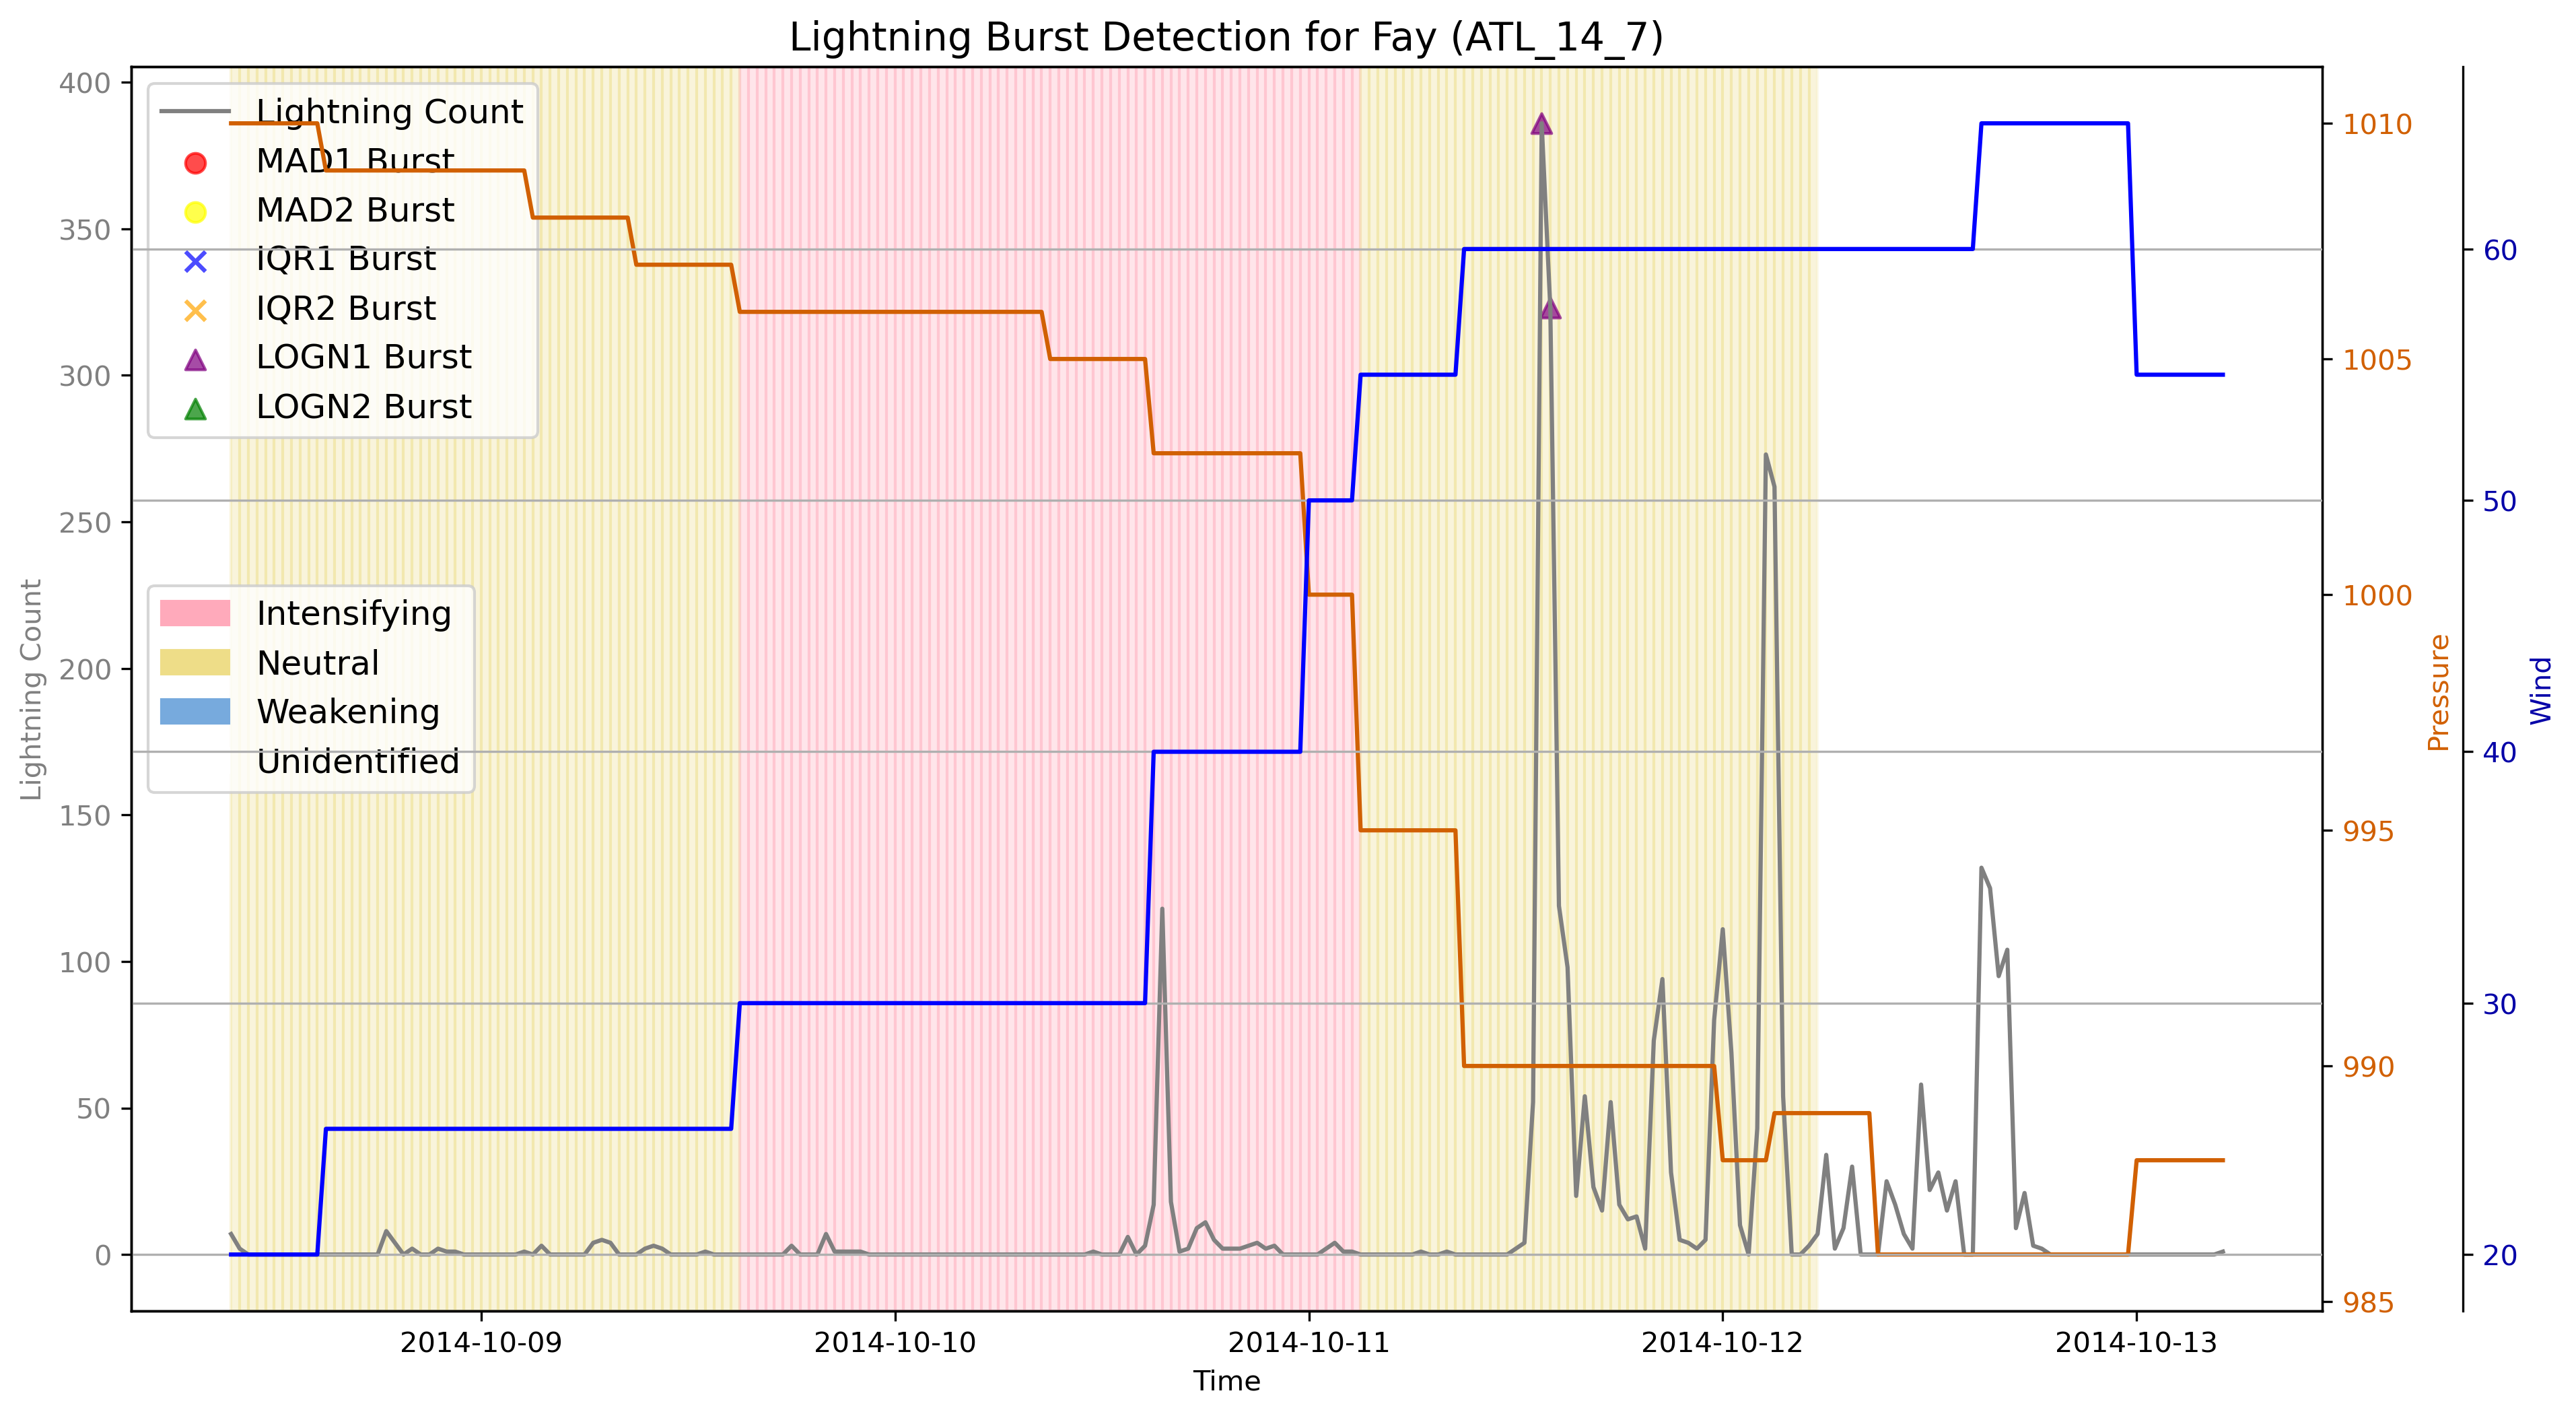 Lightning Burst Detection for Fay (ATL_14_7)
400
350
300
250
200
150
100
50
0
Lightning Count
Lightning Count
MAD1 Burst
MAD2 Burst
IQR1 Burst
IQR2 Burst
LOGN1 Burst
LOGN2 Burst
Intensifying
Neutral
Weakening
Unidentified
1010
1005
1000
995
990
985
Pressure
60
50
40
30
20
Wind
2014-10-09
2014-10-10
2014-10-11
2014-10-12
2014-10-13
Time